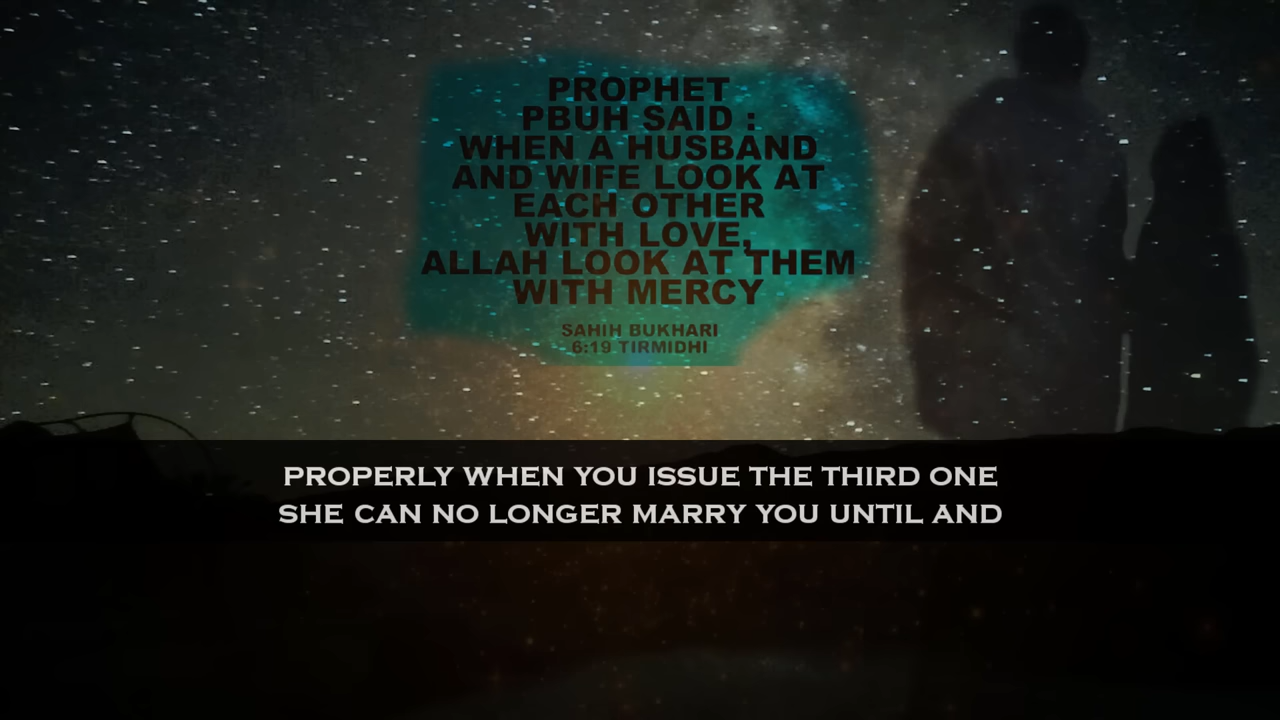 PROPHET
PBUH SAID :
WHEN A HUSBAND
AND WIFE LOOK AT
EACH OTHER
WITH LOVE,
ALLAH LOOK AT THEM
WITH MERCY
SAHIH BUKHARI
6:19 TIRMIDHI
PROPERLY WHEN YOU ISSUE THE THIRD ONE
SHE CAN NO LONGER MARRY YOU UNTIL AND